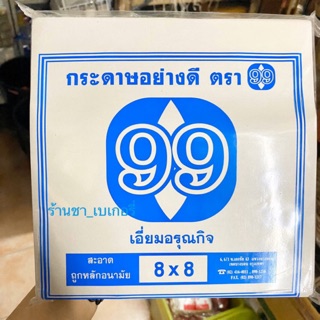 กระดาษอย่างดี ตรา 99
99
ร้านชา_เบเกอรี่
เอี่ยมอรุณกิจ
สะอาด
ถูกหลักอนามัย
8 x 8